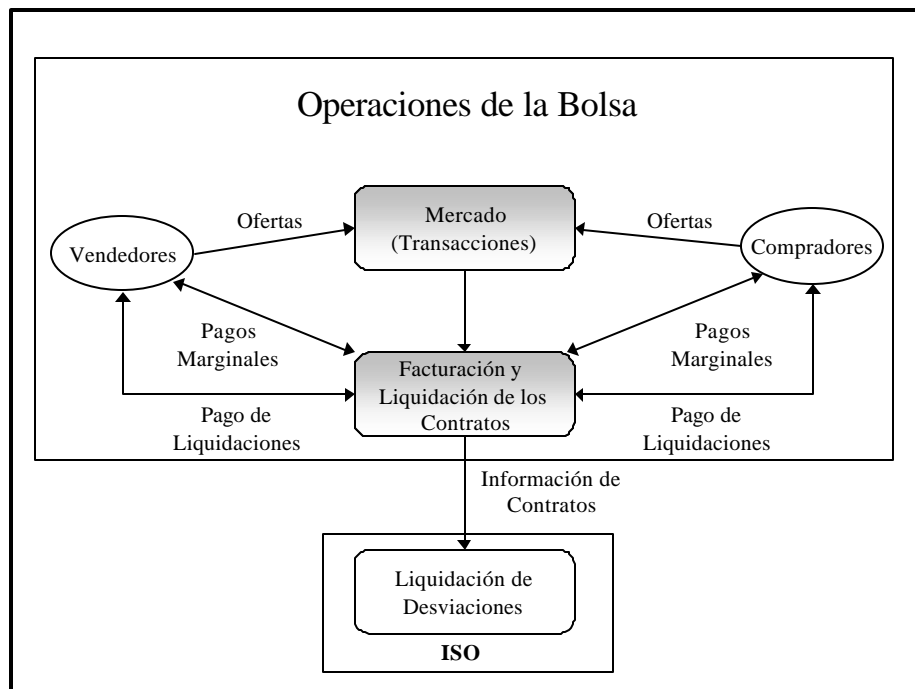 Operaciones de la Bolsa
Ofertas
Mercado
(Transacciones)
Ofertas
Vendedores
Compradores
Pagos
Marginales
Pagos
Marginales
Facturación y
Liquidación de los
Contratos
Pago de
Liquidaciones
Pago de
Liquidaciones
Información de
Contratos
Liquidación de
Desviaciones
ISO